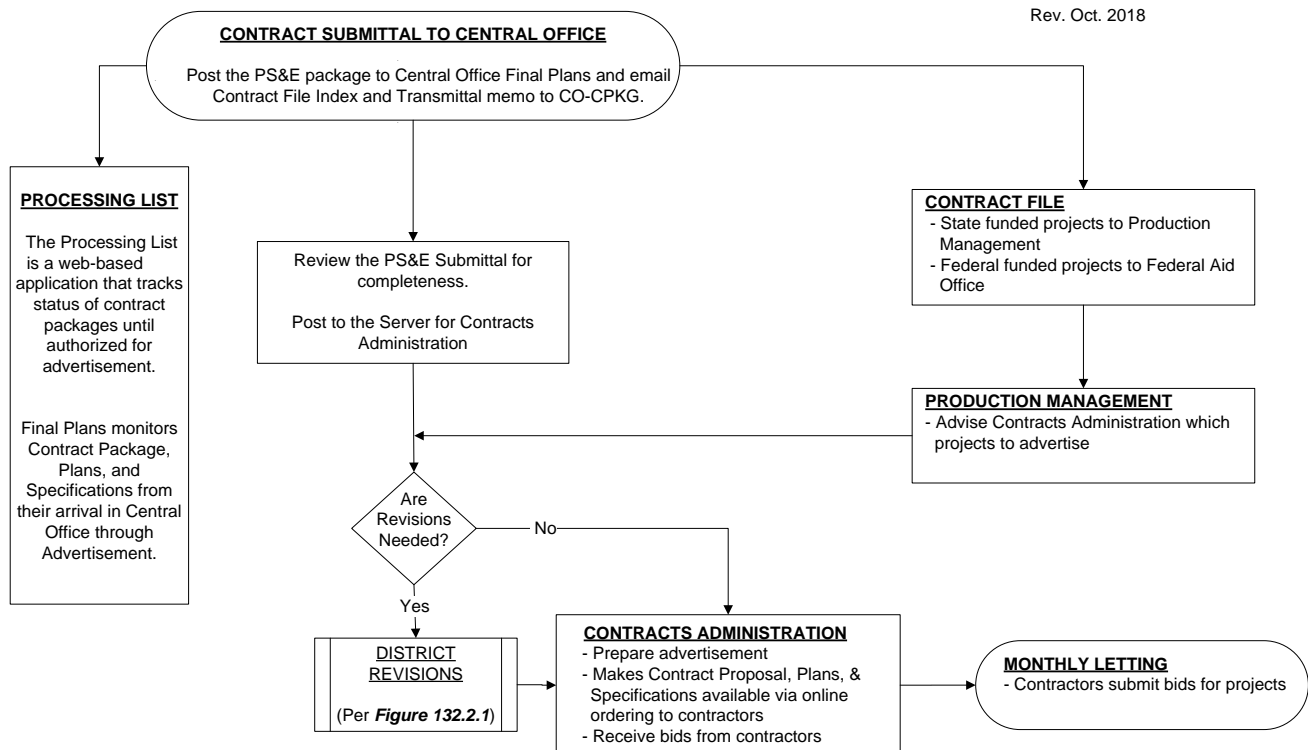 Rev. Oct. 2018
CONTRACT SUBMITTAL TO CENTRAL OFFICE
Post the PS&E package to Central Office Final Plans and email
Contract File Index and Transmittal memo to CO-CPKG.
PROCESSING LIST
The Processing List
is a web-based
application that tracks
status of contract
packages until
authorized for
advertisement.
Final Plans monitors
Contract Package,
Plans, and
Specifications from
their arrival in Central
Office through
Advertisement.
Review the PS&E Submittal for
completeness.
Post to the Server for Contracts
Administration
CONTRACT FILE
- State funded projects to Production
Management
- Federal funded projects to Federal Aid
Office
PRODUCTION MANAGEMENT
- Advise Contracts Administration which
projects to advertise
Are
Revisions
Needed?
No
Yes
DISTRICT
REVISIONS
(Per Figure 132.2.1)
CONTRACTS ADMINISTRATION
- Prepare advertisement
- Makes Contract Proposal, Plans, &
Specifications available via online
ordering to contractors
- Receive bids from contractors
MONTHLY LETTING
- Contractors submit bids for projects